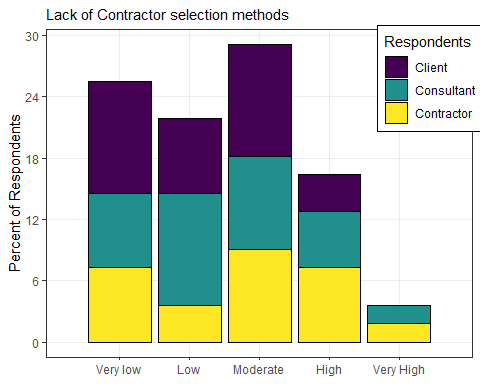 Lack of Contractor selection methods
Respondents
Client
Consultant
Contractor
Percent of Respondents
30
24
18
12
6
0
Very low
Low
Moderate
High
Very High